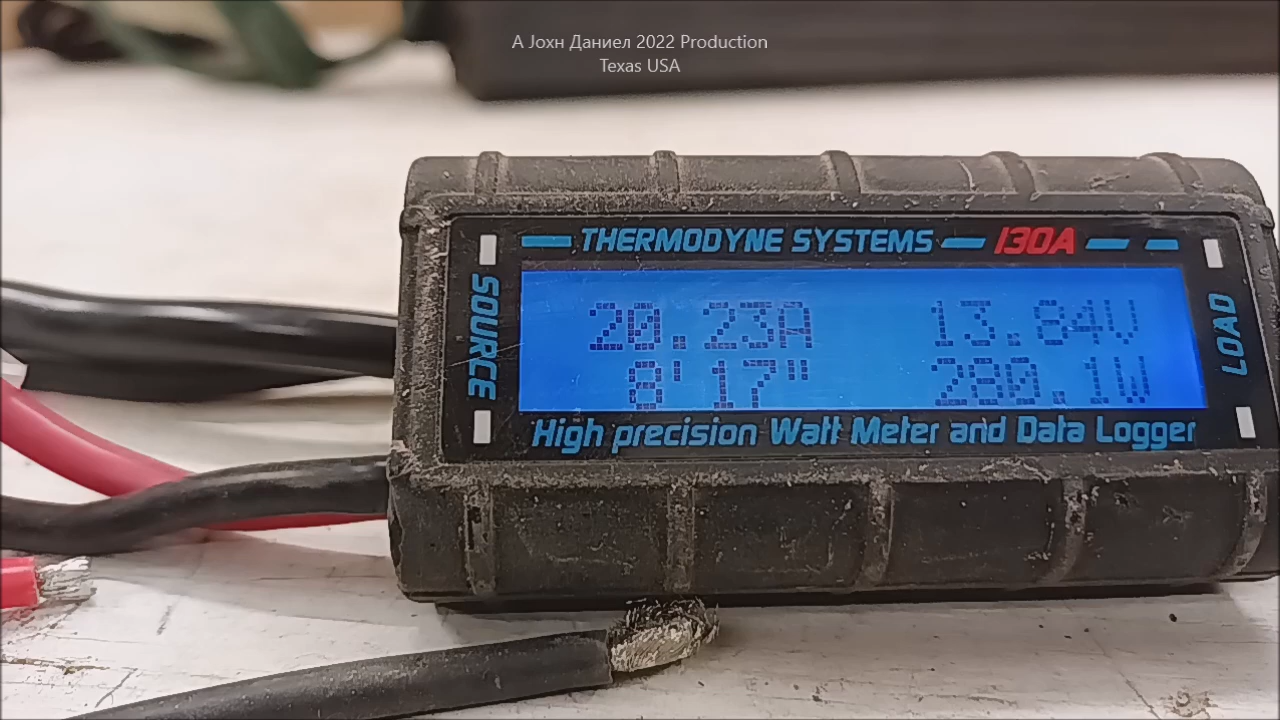 А Јохн Даниел 2022 Production
Texas USA
THERMODYNE SYSTEMS 130A
SOURCE
20.23A 13.84V
8'17" 280.1W
LOAD
High precision Watt Meter and Data Logger